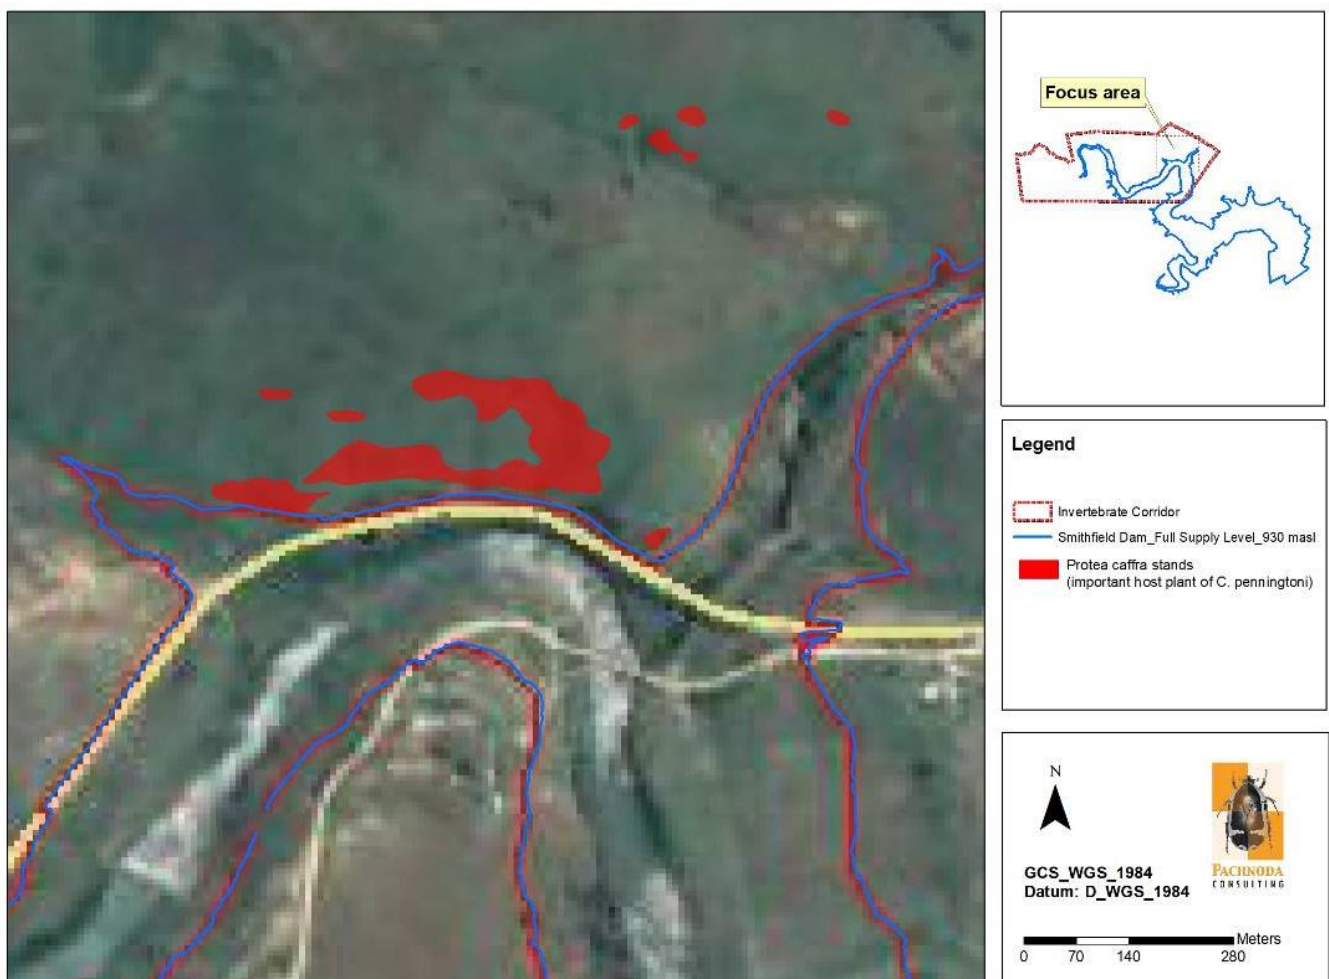 Focus area
Legend
Invertebrate Corridor
Smithfield Dam_Full Supply Level_930 masl
Protea caffra stands
(important host plant of C. penningtoni)
N
GCS_WGS_1984
Datum: D_WGS_1984
PACHNODA
CONSULTING
Meters
0 70 140 280